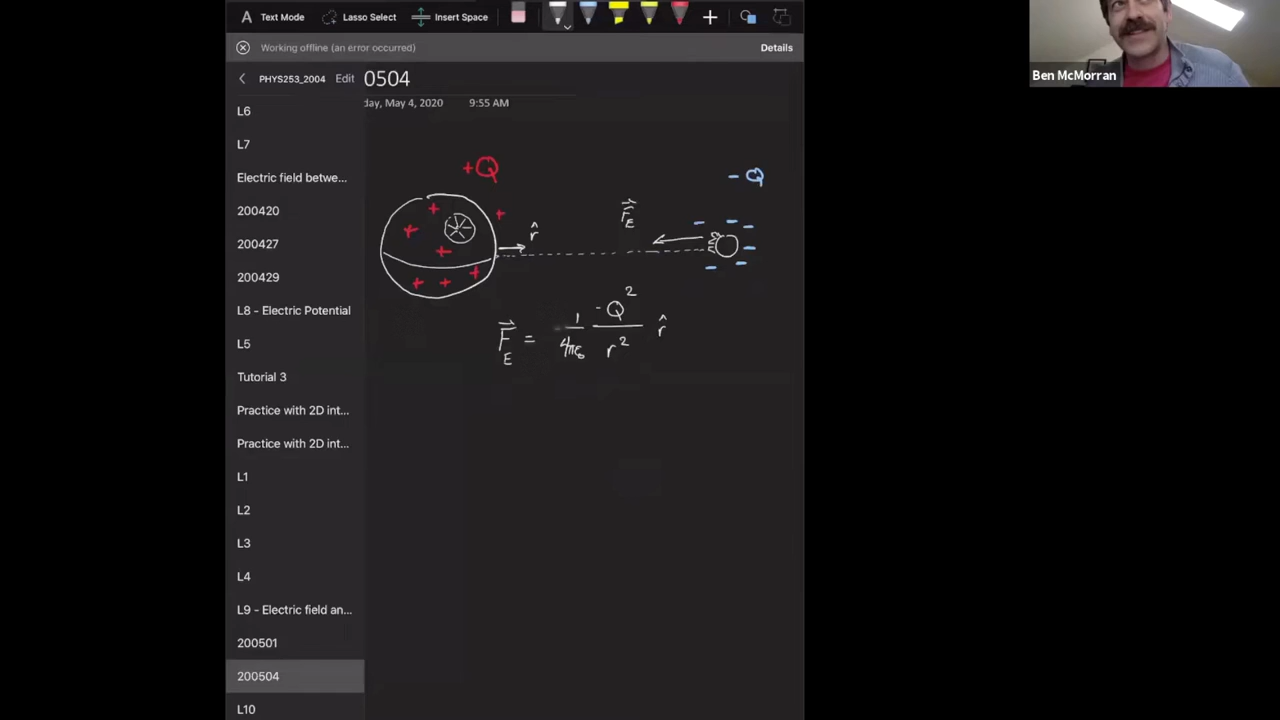 Text Mode
Lasso Select
Insert Space
Working offline (an error occurred)
Details
PHYS253_2004
Edit
0504
day, May 4, 2020
9:55 AM
L6
L7
Electric field betwe...
200420
200427
200429
L8 - Electric Potential
L5
Tutorial 3
Practice with 2D int...
Practice with 2D int...
L1
L2
L3
L4
L9 - Electric field an...
200501
200504
L10
+Q
- Q
r̂
F⃗_E
F⃗_E = 1/4πε₀ -Q²/r² r̂
Ben McMorran